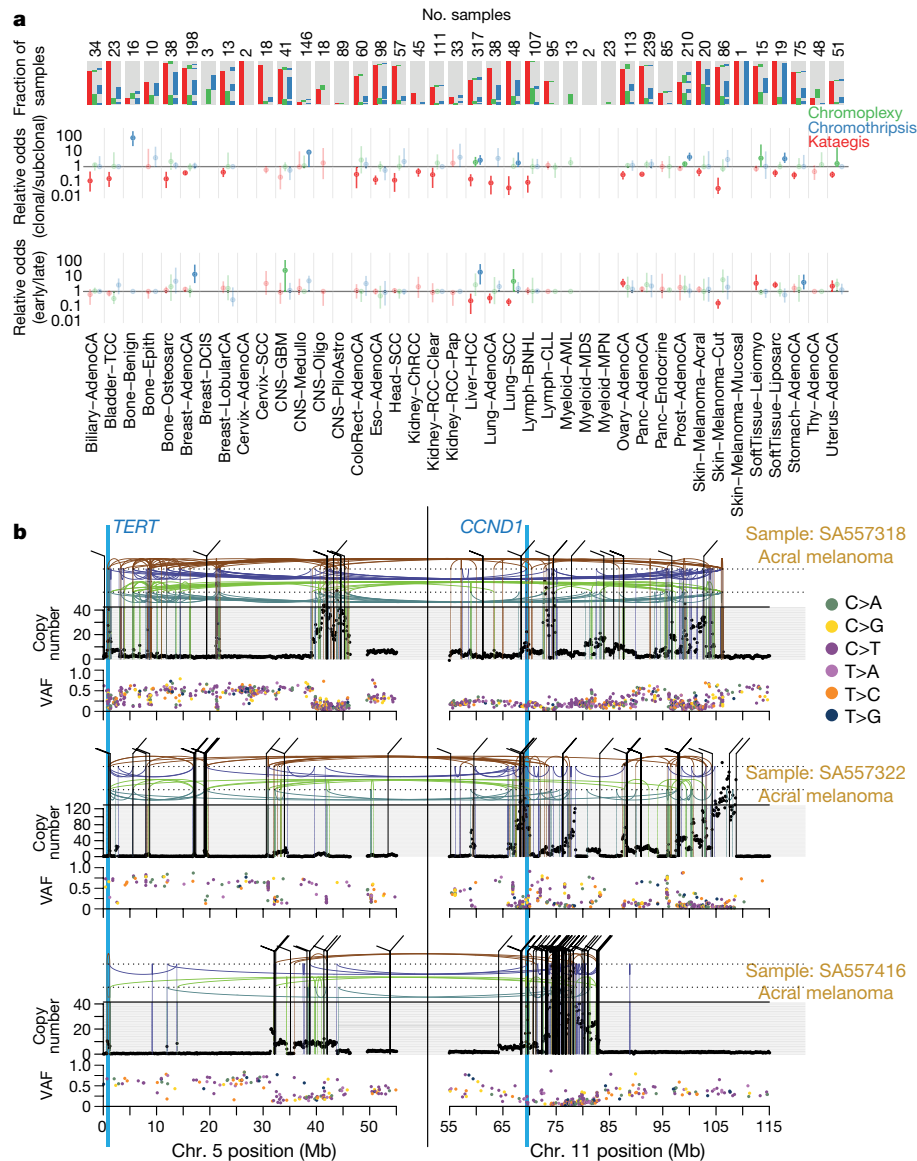 a
No. samples
34 23 16 10 38 198 3 13 2 18 41 146 18 89 60 98 57 45 111 33 317 38 48 107 95 13 2 23 113 239 85 210 20 86 1 15 19 75 48 51
Fraction of
samples
Chromoplexy
Chromothripsis
Kataegis
Relative odds
(clonal/subclonal)
100
10
1
0.1
0.01
Relative odds
(early/late)
100
10
1
0.1
0.01
Biliary–AdenoCA
Bladder–TCC
Bone–Benign
Bone–Epith
Bone–Osteosarc
Breast–AdenoCA
Breast–DCIS
Breast–LobularCA
Cervix–AdenoCA
Cervix–SCC
CNS–GBM
CNS–Medullo
CNS–Oligo
CNS–PiloAstro
ColoRect–AdenoCA
Eso–AdenoCA
Head–SCC
Kidney–ChRCC
Kidney–RCC–Clear
Kidney–RCC–Pap
Liver–HCC
Lung–AdenoCA
Lung–SCC
Lymph–BNHL
Lymph–CLL
Myeloid–AML
Myeloid–MDS
Myeloid–MPN
Ovary–AdenoCA
Panc–AdenoCA
Panc–Endocrine
Prost–AdenoCA
Skin–Melanoma–Acral
Skin–Melanoma–Cut
Skin–Melanoma–Mucosal
SoftTissue–Leiomyo
SoftTissue–Liposarc
Stomach–AdenoCA
Thy–AdenoCA
Uterus–AdenoCA
b
TERT
CCND1
Sample: SA557318
Acral melanoma
Copy
number
40
20
0
VAF
1.0
0.5
0
C>A
C>G
C>T
T>A
T>C
T>G
Sample: SA557322
Acral melanoma
Copy
number
120
80
40
0
VAF
1.0
0.5
0
Sample: SA557416
Acral melanoma
Copy
number
40
20
0
VAF
1.0
0.5
0
0 10 20 30 40 50 55 65 75 85 95 105 115
Chr. 5 position (Mb)
Chr. 11 position (Mb)